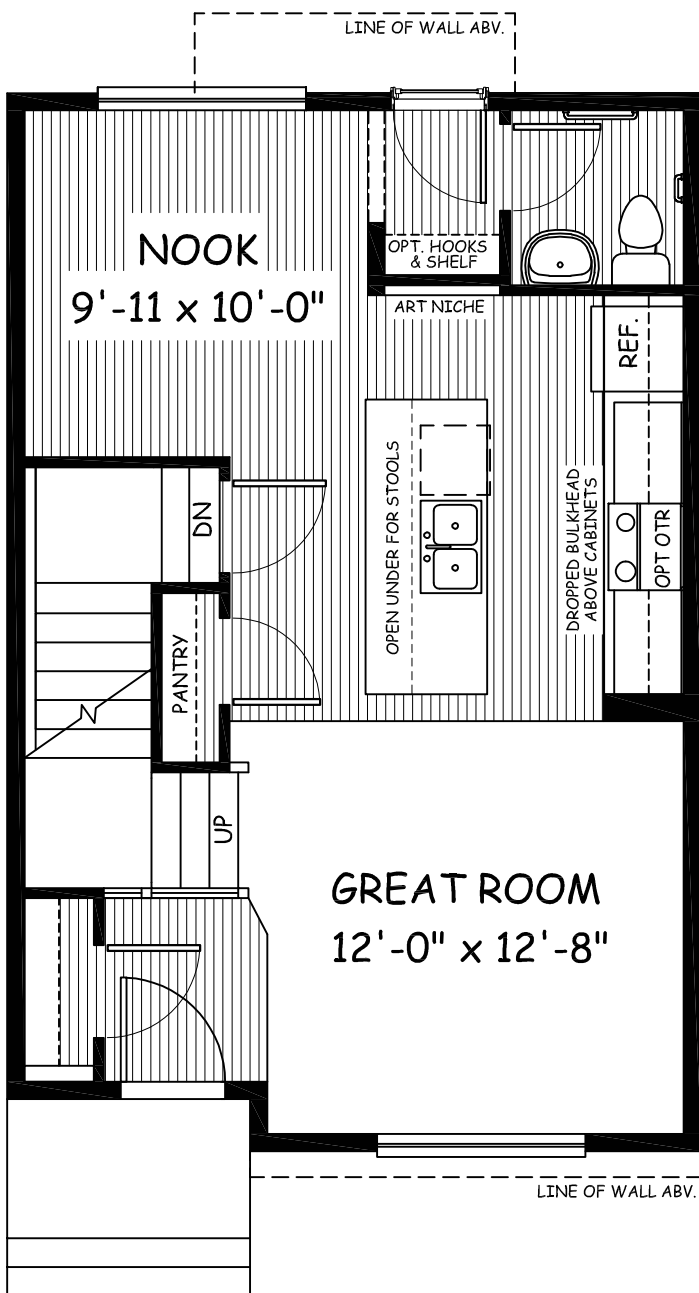 LINE OF WALL ABV.
NOOK
9'-11 x 10'-0"
OPT. HOOKS
& SHELF
ART NICHE
REF.
OPEN UNDER FOR STOOLS
DROPPED BULKHEAD
ABOVE CABINETS
OPT OTR
DN
PANTRY
UP
GREAT ROOM
12'-0" x 12'-8"
LINE OF WALL ABV.